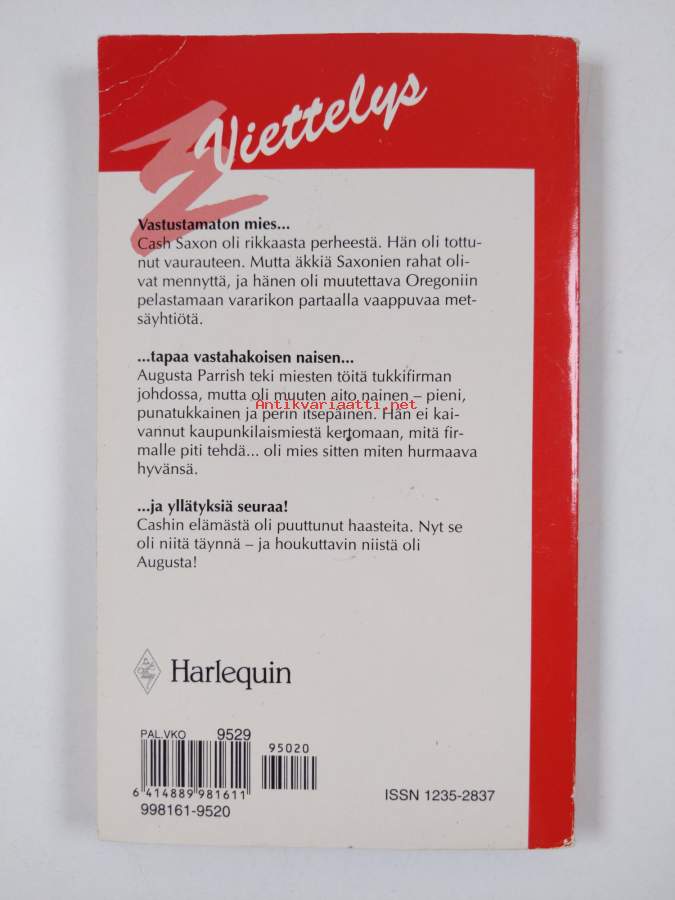 Viettelys
Vastustamaton mies...
Cash Saxon oli rikkaasta perheestä. Hän oli tottu-
nut vaurauteen. Mutta äkkiä Saxonien rahat oli-
vat mennyttä, ja hänen oli muutettava Oregoniin
pelastamaan vararikon partaalla vaappuvaa met-
säyhtiötä.
...tapaa vastahakoisen naisen...
Augusta Parrish teki miesten töitä tukkifirman
johdossa, mutta oli muuten aito nainen – pieni,
Antikvariaatti.net
punatukkainen ja perin itsepäinen. Hän ei kai-
vannut kaupunkilaismiestä kertomaan, mitä fir-
malle piti tehdä... oli mies sitten miten hurmaava
hyvänsä.
...ja yllätyksiä seuraa!
Cashin elämästä oli puuttunut haasteita. Nyt se
oli niitä täynnä – ja houkuttavin niistä oli
Augusta!
Harlequin
PAL.VKO 9529
95020
6 414889 981611
998161-9520
ISSN 1235-2837